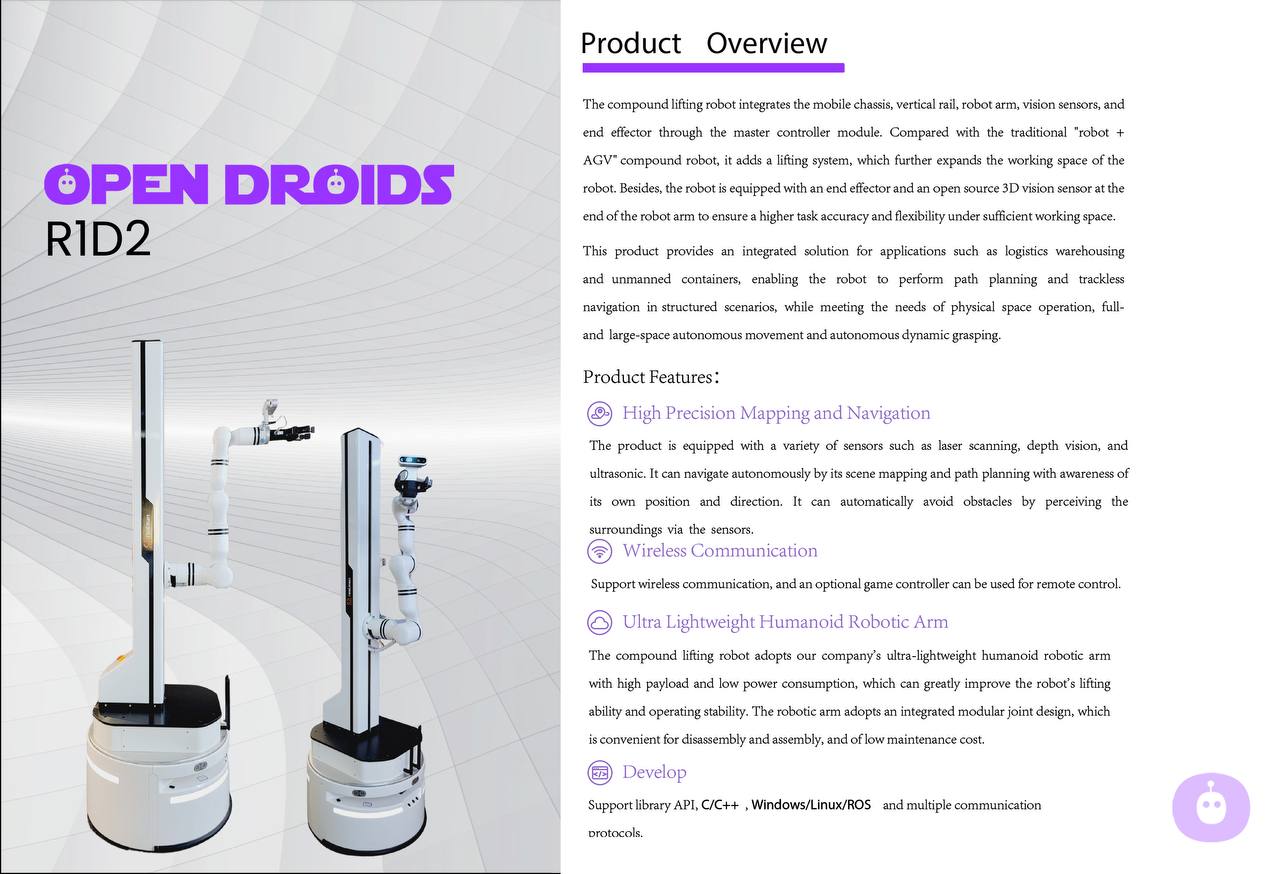 OPEN DROIDS
R1D2
Product Overview
The compound lifting robot integrates the mobile chassis, vertical rail, robot arm, vision sensors, and
end effector through the master controller module. Compared with the traditional "robot +
AGV" compound robot, it adds a lifting system, which further expands the working space of the
robot. Besides, the robot is equipped with an end effector and an open source 3D vision sensor at the
end of the robot arm to ensure a higher task accuracy and flexibility under sufficient working space.
This product provides an integrated solution for applications such as logistics warehousing
and unmanned containers, enabling the robot to perform path planning and trackless
navigation in structured scenarios, while meeting the needs of physical space operation, full-
and large-space autonomous movement and autonomous dynamic grasping.
Product Features:
High Precision Mapping and Navigation
The product is equipped with a variety of sensors such as laser scanning, depth vision, and
ultrasonic. It can navigate autonomously by its scene mapping and path planning with awareness of
its own position and direction. It can automatically avoid obstacles by perceiving the
surroundings via the sensors.
Wireless Communication
Support wireless communication, and an optional game controller can be used for remote control.
Ultra Lightweight Humanoid Robotic Arm
The compound lifting robot adopts our company's ultra-lightweight humanoid robotic arm
with high payload and low power consumption, which can greatly improve the robot's lifting
ability and operating stability. The robotic arm adopts an integrated modular joint design, which
is convenient for disassembly and assembly, and of low maintenance cost.
Develop
Support library API, C/C++ , Windows/Linux/ROS and multiple communication
protocols.